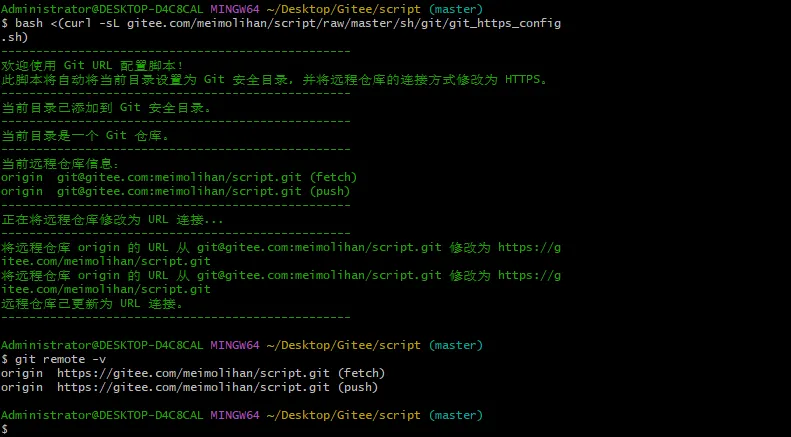 Administrator@DESKTOP-D4C8CAL MINGW64 ~/Desktop/Gitee/script (master)
$ bash <(curl -sL gitee.com/meimolihan/script/raw/master/sh/git/git_https_config
.sh)
--------------------------------------------------
欢迎使用 Git URL 配置脚本！
此脚本将自动将当前目录设置为 Git 安全目录，并将远程仓库的连接方式修改为 HTTPS。
--------------------------------------------------
当前目录已添加到 Git 安全目录。
--------------------------------------------------
当前目录是一个 Git 仓库。
--------------------------------------------------
当前远程仓库信息：
origin  git@gitee.com:meimolihan/script.git (fetch)
origin  git@gitee.com:meimolihan/script.git (push)
--------------------------------------------------
正在将远程仓库修改为 URL 连接...
--------------------------------------------------
将远程仓库 origin 的 URL 从 git@gitee.com:meimolihan/script.git 修改为 https://g
itee.com/meimolihan/script.git
将远程仓库 origin 的 URL 从 git@gitee.com:meimolihan/script.git 修改为 https://g
itee.com/meimolihan/script.git
远程仓库已更新为 URL 连接。
--------------------------------------------------
Administrator@DESKTOP-D4C8CAL MINGW64 ~/Desktop/Gitee/script (master)
$ git remote -v
origin  https://gitee.com/meimolihan/script.git (fetch)
origin  https://gitee.com/meimolihan/script.git (push)
Administrator@DESKTOP-D4C8CAL MINGW64 ~/Desktop/Gitee/script (master)
$